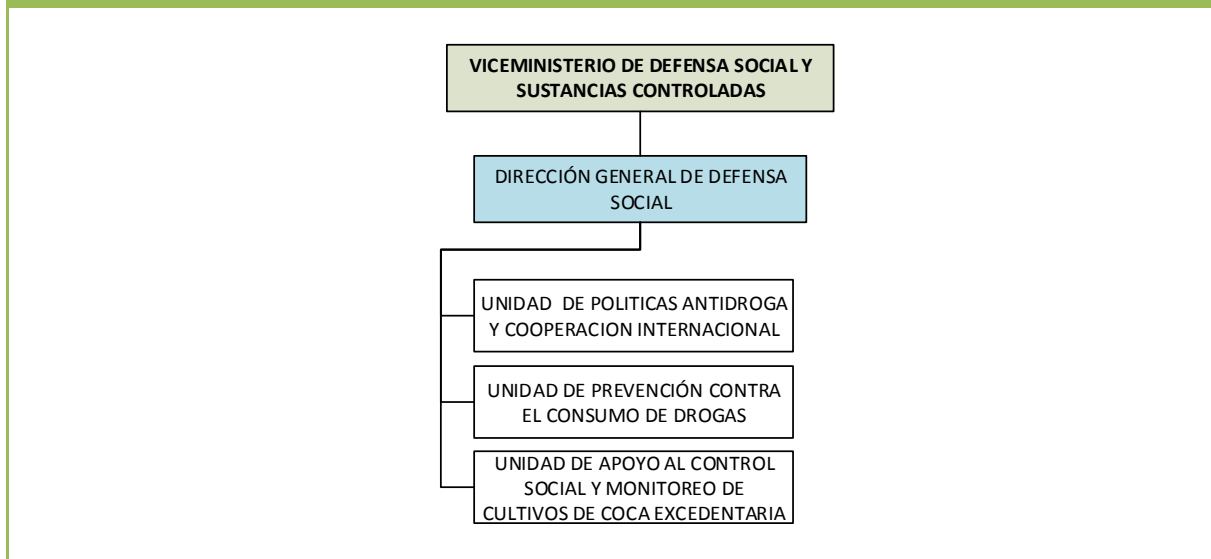 VICEMINISTERIO DE DEFENSA SOCIAL Y
SUSTANCIAS CONTROLADAS
DIRECCIÓN GENERAL DE DEFENSA
SOCIAL
UNIDAD DE POLITICAS ANTIDROGA
Y COOPERACION INTERNACIONAL
UNIDAD DE PREVENCIÓN CONTRA
EL CONSUMO DE DROGAS
UNIDAD DE APOYO AL CONTROL
SOCIAL Y MONITOREO DE
CULTIVOS DE COCA EXCEDENTARIA